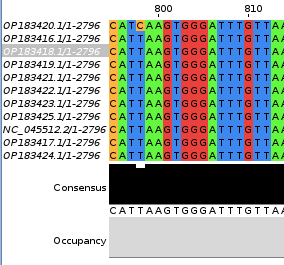 800 810
OP183420.1/1-2796 CATCAAGTGGGATTTGTTAA
OP183416.1/1-2796 CATTAAGTGGGATTTGTTAA
OP183418.1/1-2796 CATTAAGTGGGATTTGTTAA
OP183419.1/1-2796 CATTAAGTGGGATTTGTTAA
OP183421.1/1-2796 CATTAAGTGGGATTTGTTAA
OP183422.1/1-2796 CATTAAGTGGGATTTGTTAA
OP183423.1/1-2796 CATTAAGTGGGATTTGTTAA
OP183425.1/1-2796 CATTAAGTGGGATTTGTTAA
NC_045512.2/1-2796 CATTAAGTGGGATTTGTTAA
OP183417.1/1-2796 CATTAAGTGGGATTTGTTAA
OP183424.1/1-2796 CATTAAGTGGGATTTGTTAA
Consensus
CATTAAGTGGGATTTGTTAA
Occupancy